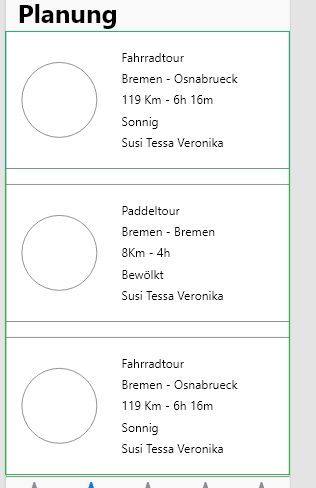 Planung
Fahrradtour
Bremen - Osnabrueck
119 Km - 6h 16m
Sonnig
Susi Tessa Veronika
Paddeltour
Bremen - Bremen
8Km - 4h
Bewölkt
Susi Tessa Veronika
Fahrradtour
Bremen - Osnabrueck
119 Km - 6h 16m
Sonnig
Susi Tessa Veronika